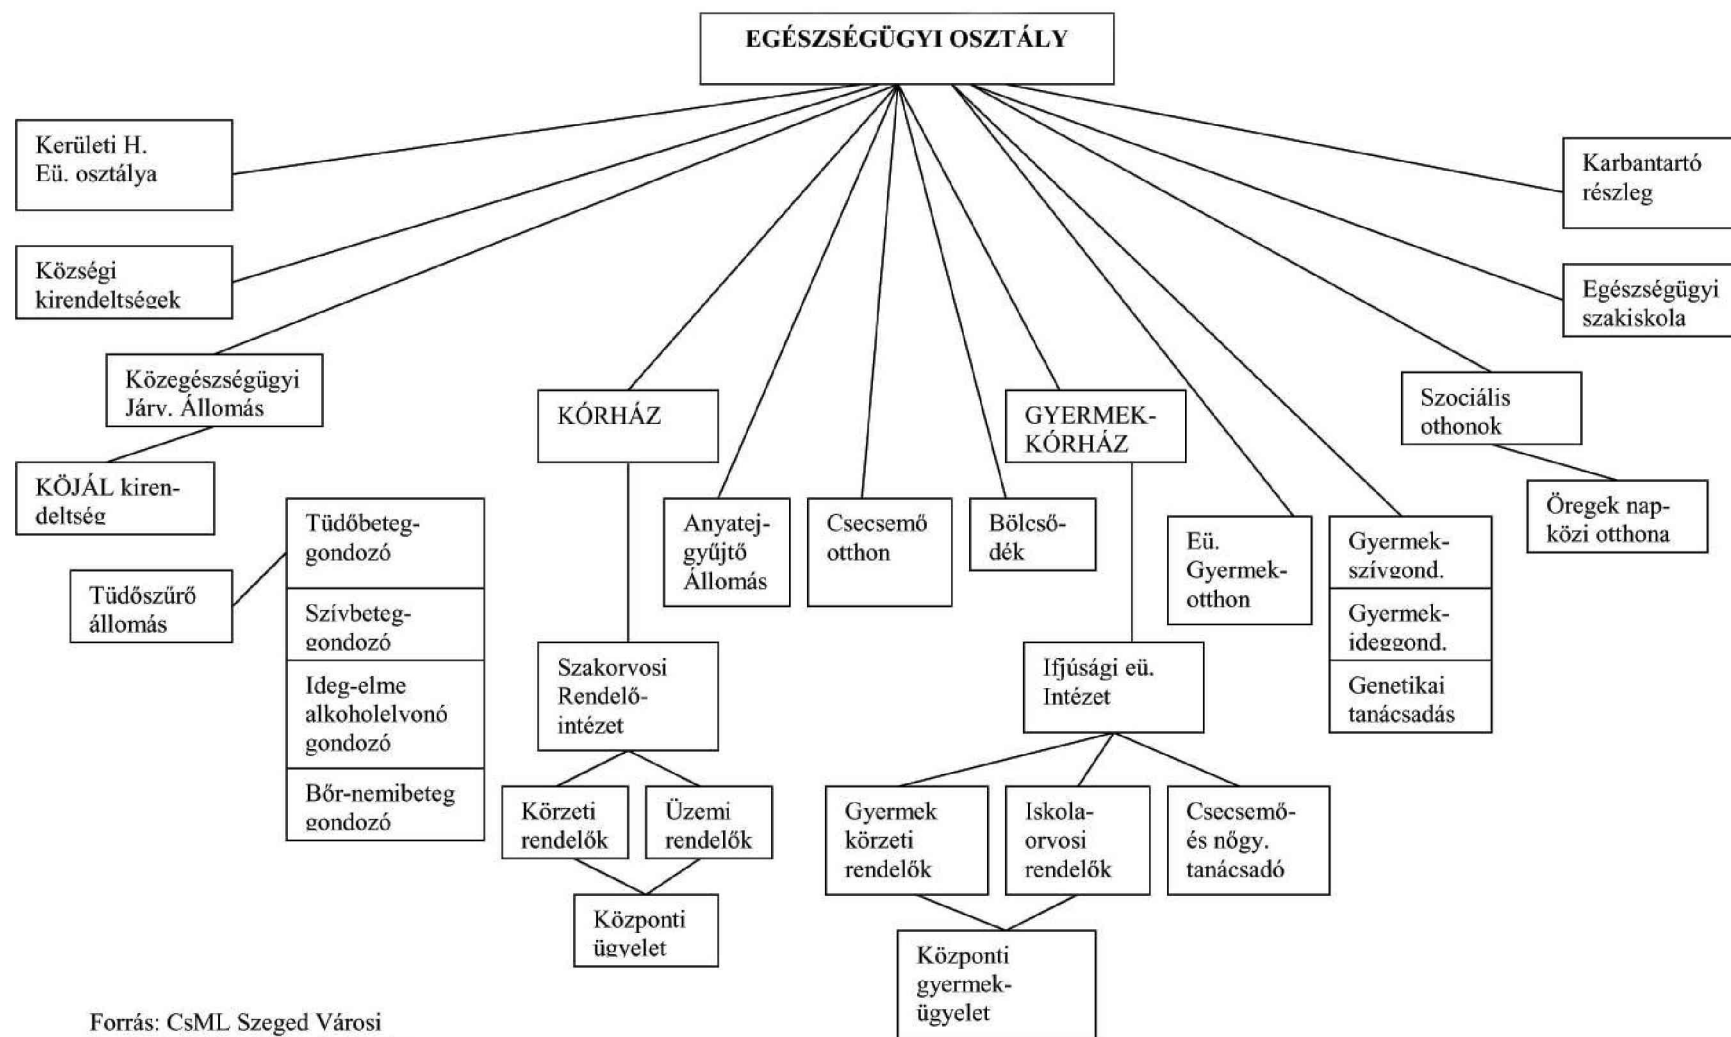 EGÉSZSÉGÜGYI OSZTÁLY
Kerületi H.
Eü. osztálya
Karbantartó
részleg
Községi
kirendeltségek
Egészségügyi
szakiskola
Közegészségügyi
Járv. Állomás
KÓRHÁZ
GYERMEK-
KÓRHÁZ
Szociális
othonok
KÖJÁL kiren-
deltség
Tüdőbeteg-
gondozó
Anyatej-
gyűjtő
Állomás
Csecsemő
otthon
Bölcső-
dék
Eü.
Gyermek-
otthon
Gyermek-
szívgond.
Öregek nap-
közi otthona
Tüdőszűrő
állomás
Szívbeteg-
gondozó
Gyermek-
ideggond.
Ideg-elme
alkoholelvonó
gondozó
Szakorvosi
Rendelő-
intézet
Ifjúsági eü.
Intézet
Genetikai
tanácsadás
Bőr-nemibeteg
gondozó
Körzeti
rendelők
Üzemi
rendelők
Gyermek
körzeti
rendelők
Iskola-
orvosi
rendelők
Csecsemő-
és nőgy.
tanácsadó
Központi
ügyelet
Központi
gyermek-
ügyelet
Forrás: CsML Szeged Városi